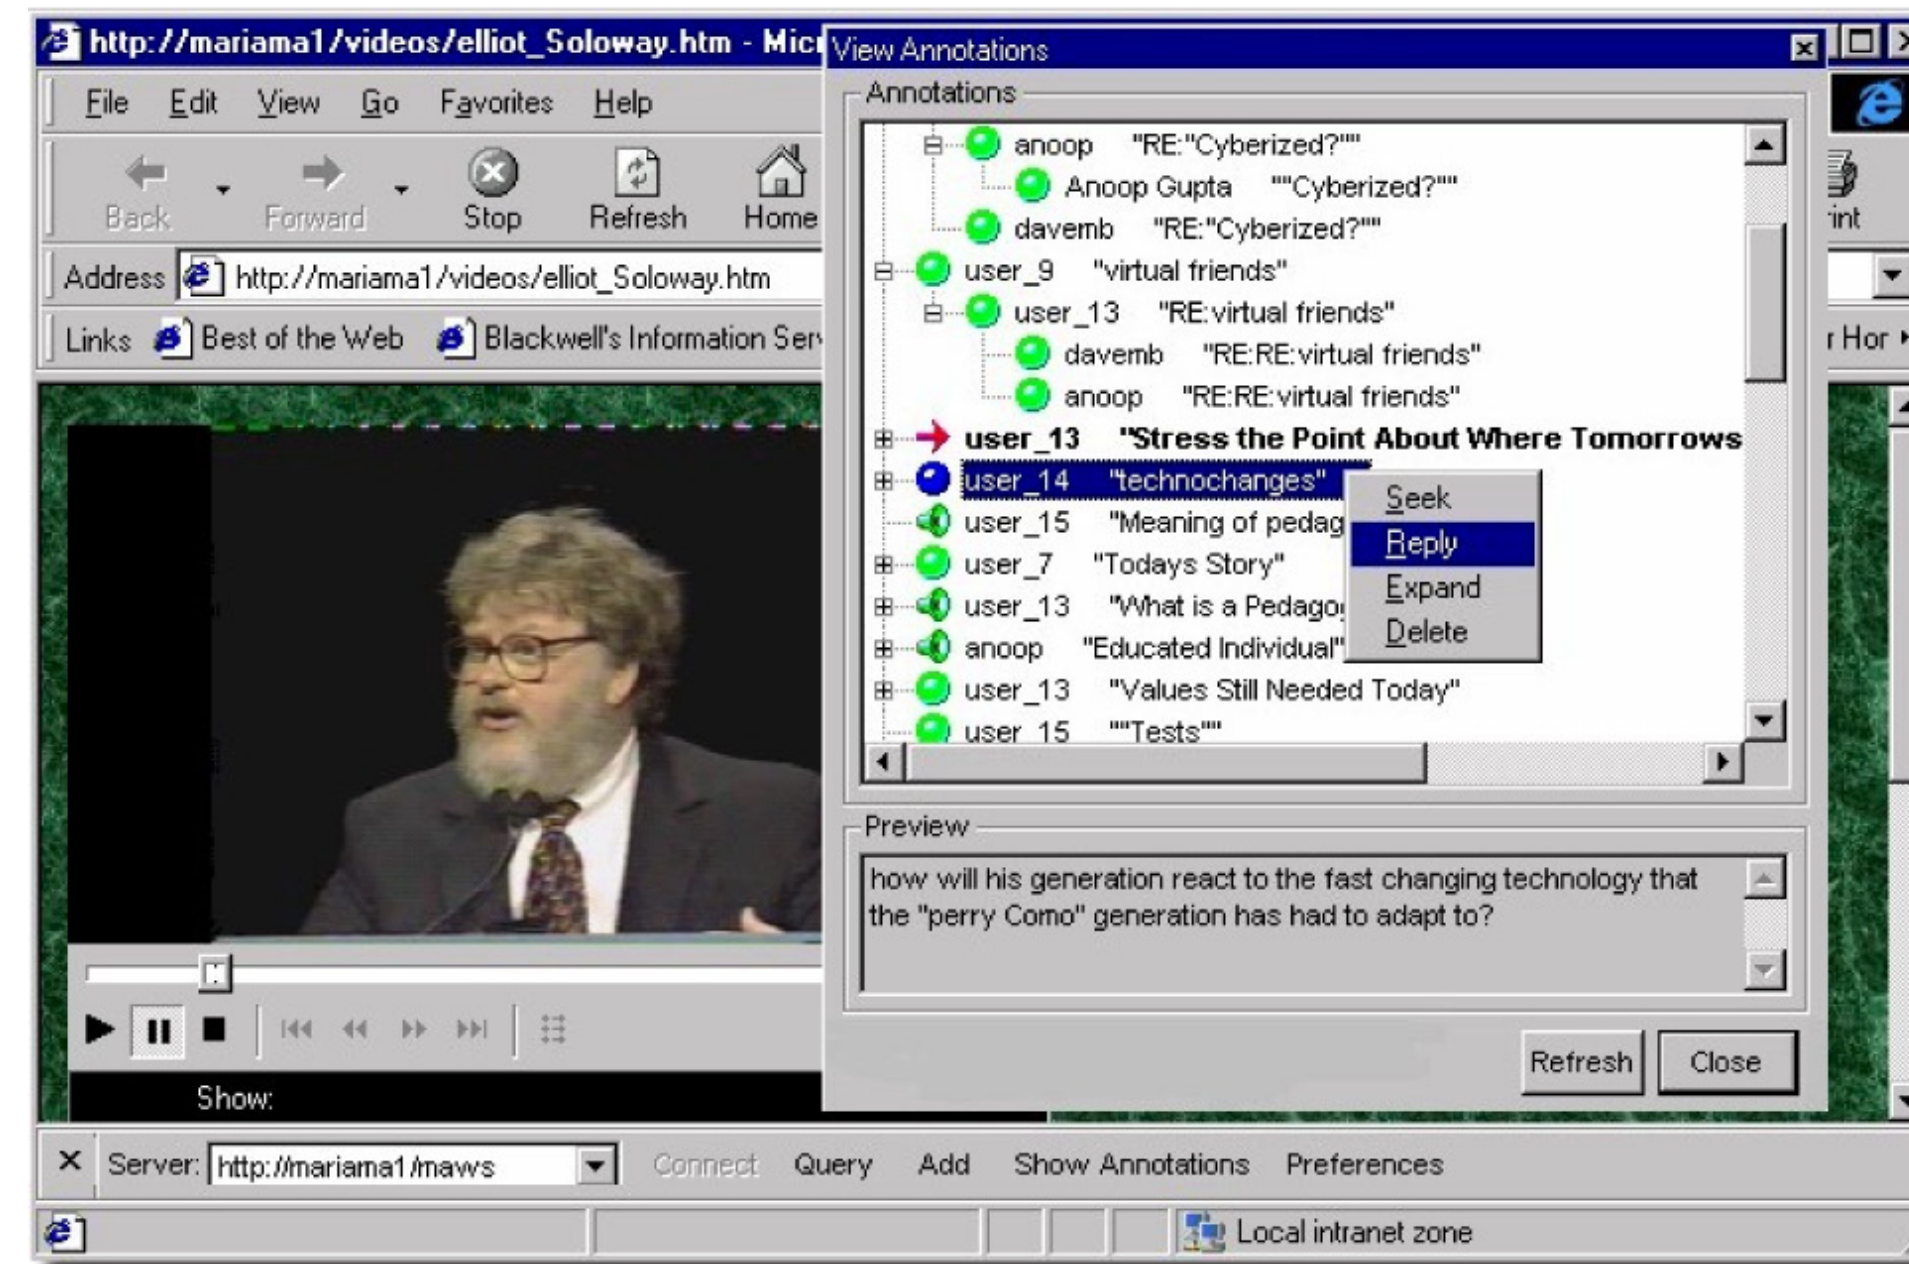 http://mariama1/videos/elliot_Soloway.htm - Micr
File Edit View Go Favorites Help
Back Forward Stop Refresh Home
Address http://mariama1/videos/elliot_Soloway.htm
Links Best of the Web Blackwell's Information Serv
View Annotations
Annotations
anoop "RE:"Cyberized?""
Anoop Gupta ""Cyberized?""
davemb "RE:"Cyberized?""
user_9 "virtual friends"
user_13 "RE:virtual friends"
davemb "RE:RE:virtual friends"
anoop "RE:RE:virtual friends"
user_13 "Stress the Point About Where Tomorrows
user_14 "technochanges"
user_15 "Meaning of pedag
user_7 "Todays Story"
user_13 "What is a Pedago
anoop "Educated Individual"
user_13 "Values Still Needed Today"
user_15 ""Tests""
Seek
Reply
Expand
Delete
Preview
how will his generation react to the fast changing technology that
the "perry Como" generation has had to adapt to?
Refresh Close
rint
r Hor
Show:
Server: http://mariama1/maws Connect Query Add Show Annotations Preferences
Local intranet zone